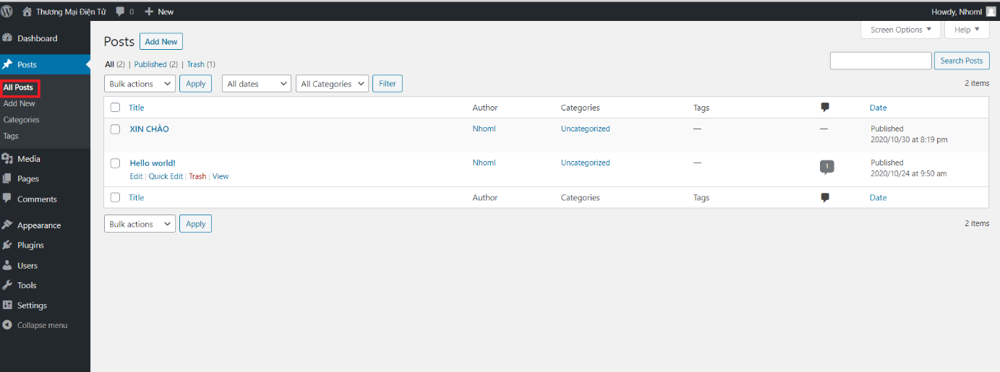 Thương Mại Điện Tử 0 New Howdy, Nhoml
Screen Options Help
Dashboard
Posts
All Posts
Add New
Categories
Tags
Media
Pages
Comments
Appearance
Plugins
Users
Tools
Settings
Collapse menu
Posts Add New
All (2) | Published (2) | Trash (1) Search Posts
Bulk actions Apply All dates All Categories Filter 2 items
Title Author Categories Tags Date
XIN CHÀO Nhoml Uncategorized — — Published
2020/10/30 at 8:19 pm
Hello world! Nhoml Uncategorized — 1 Published
Edit | Quick Edit | Trash | View 2020/10/24 at 9:50 am
Title Author Categories Tags Date
Bulk actions Apply 2 items